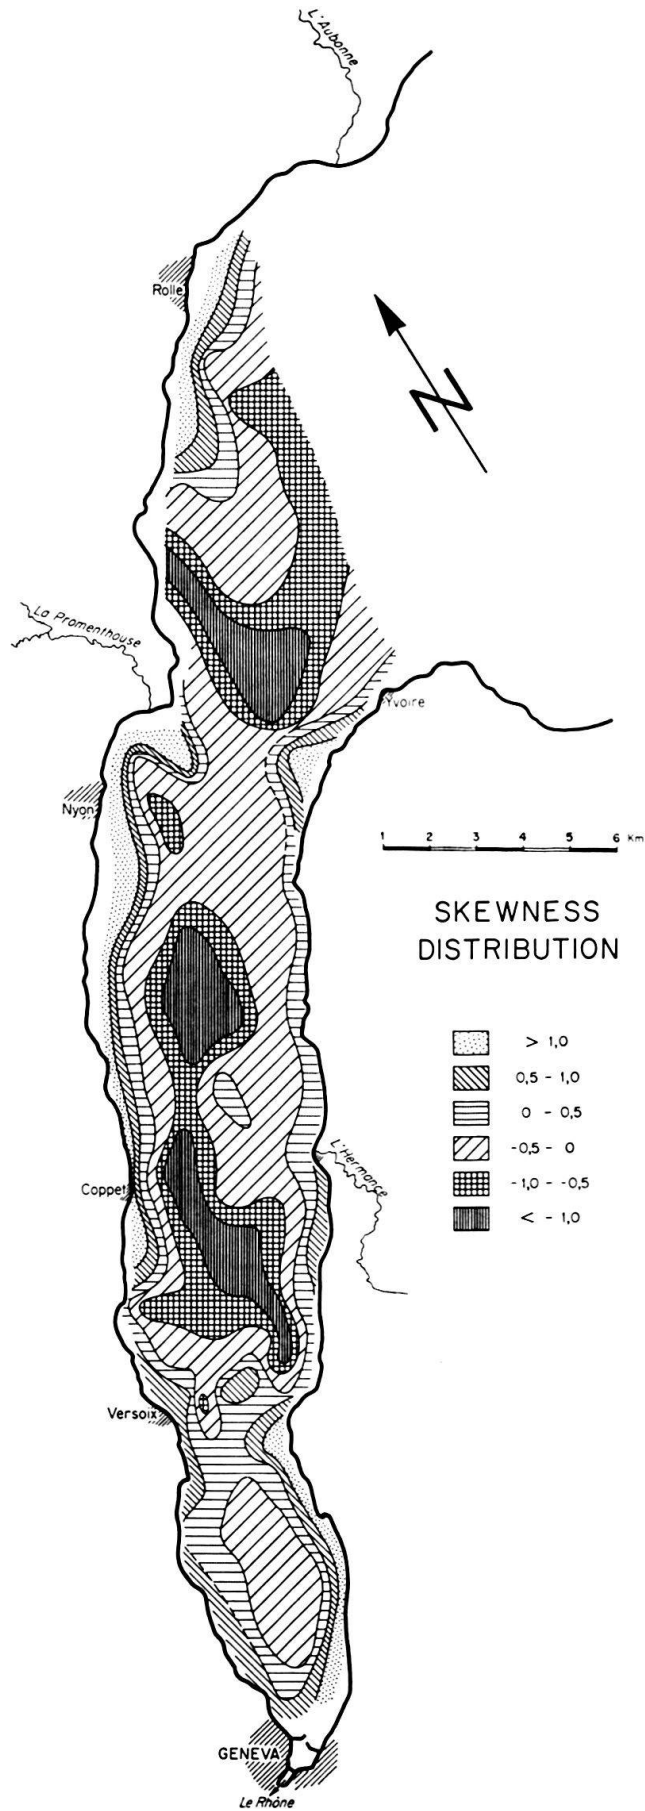 L'Aubonne
Rolle
N
La Promenthouse
Yvoire
Nyon
1 2 3 4 5 6 Km
SKEWNESS
DISTRIBUTION
> 1,0
0,5 - 1,0
0 - 0,5
-0,5 - 0
-1,0 - -0,5
< - 1,0
L'Hermance
Coppet
Versoix
GENEVA
Le Rhône